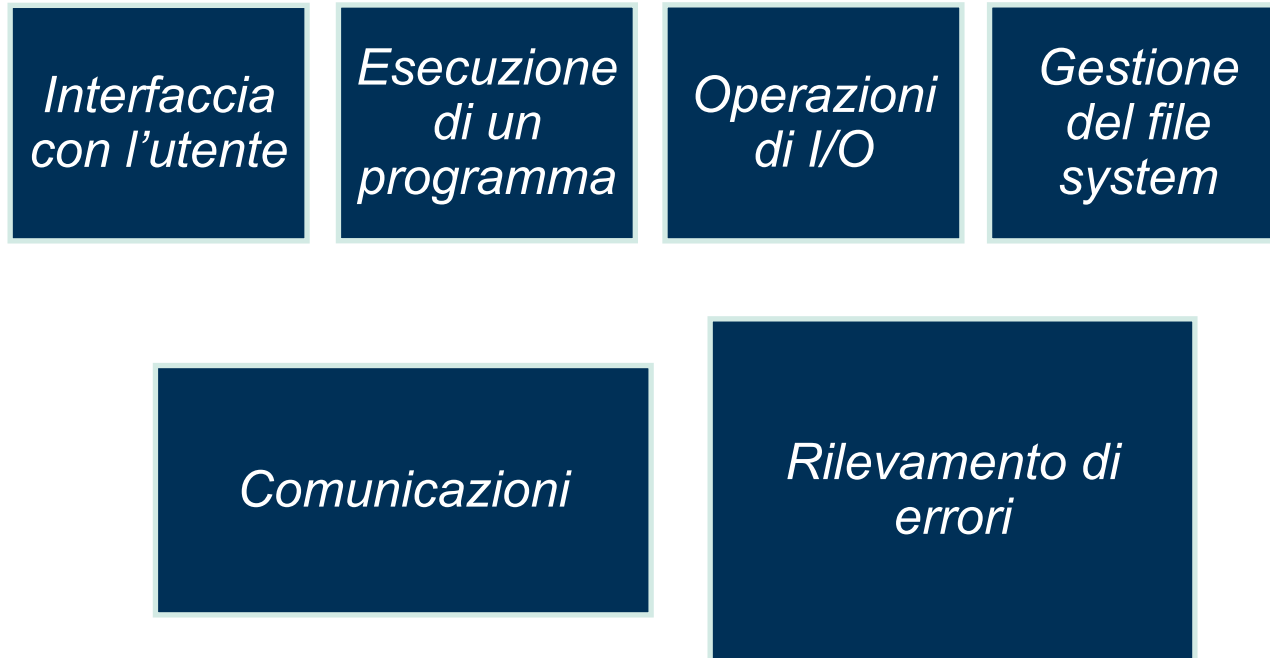 Interfaccia
con l’utente
Esecuzione
di un
programma
Operazioni
di I/O
Gestione
del file
system
Comunicazioni
Rilevamento di
errori